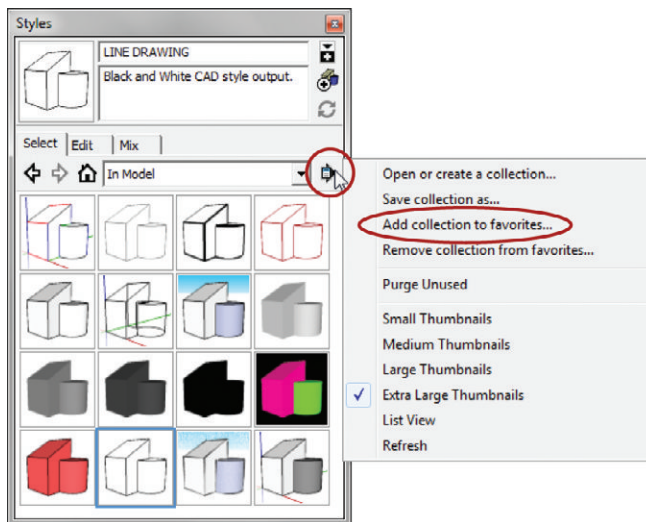 Styles
LINE DRAWING
Black and White CAD style output.
Select Edit Mix
In Model
Open or create a collection...
Save collection as...
Add collection to favorites...
Remove collection from favorites...
Purge Unused
Small Thumbnails
Medium Thumbnails
Large Thumbnails
Extra Large Thumbnails
List View
Refresh